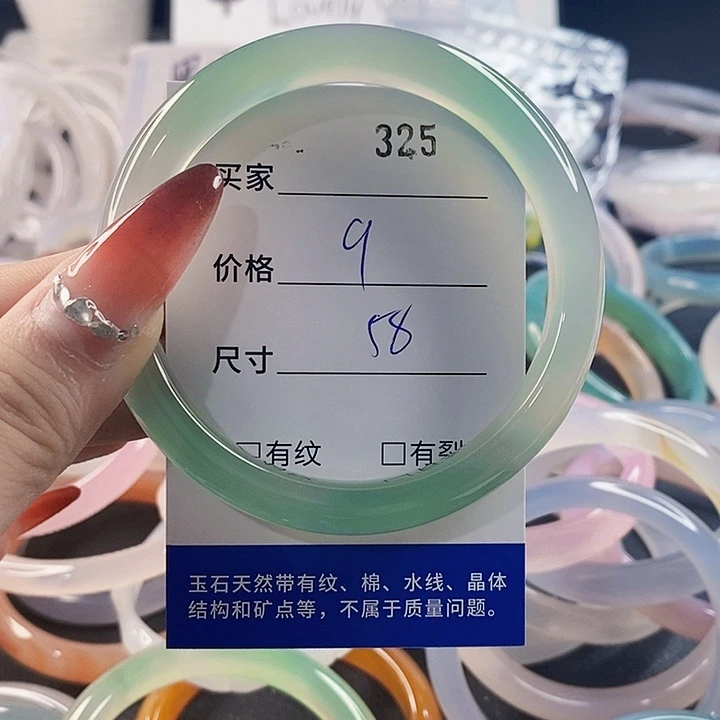 325
买家
价格 9
尺寸 58
□有纹 □有裂
玉石天然带有纹、棉、水线、晶体
结构和矿点等，不属于质量问题。